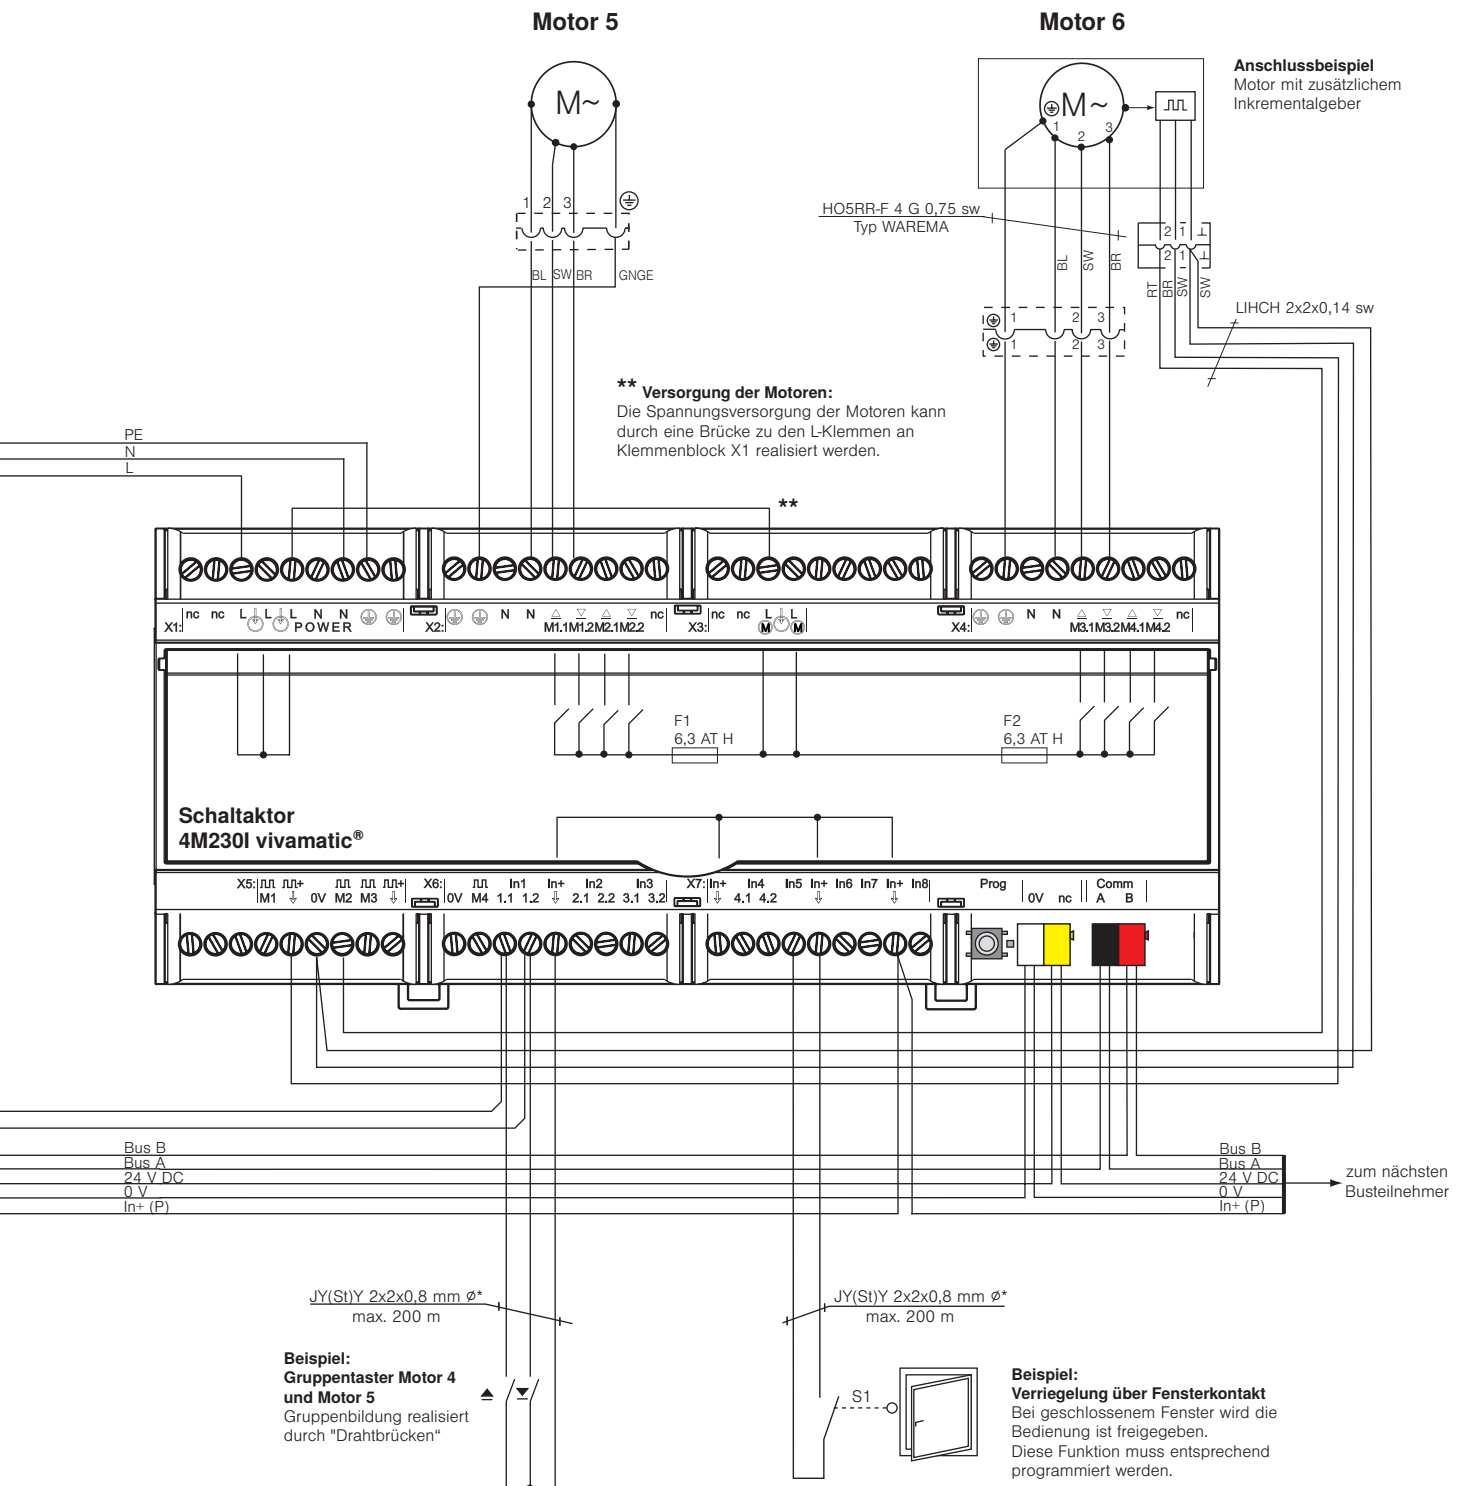 Motor 5
Motor 6
Anschlussbeispiel
Motor mit zusätzlichem
Inkrementalgeber
M~
M~
1 2 3
1 2 3
HO5RR-F 4 G 0,75 sw
Typ WAREMA
BL SW BR GNGE
BL SW BR
2 1
2 1
RT BR SW SW
LIHCH 2x2x0,14 sw
1 2 3
1 2 3
** Versorgung der Motoren:
Die Spannungsversorgung der Motoren kann
durch eine Brücke zu den L-Klemmen an
Klemmenblock X1 realisiert werden.
PE
N
L
**
X1: nc nc L L L N N
POWER
X2: N N M1.1 M1.2 M2.1 M2.2 nc
X3: nc nc L L
M M
X4: N N M3.1 M3.2 M4.1 M4.2 nc
F1
6,3 AT H
F2
6,3 AT H
Schaltaktor
4M230I vivamatic®
X5: M1 + 0V M2 M3 +
X6: 0V M4 In1 1.1 1.2 In+ In2 2.1 2.2 In3 3.1 3.2
X7: In+ In4 4.1 4.2 In5 In+ In6 In7 In+ In8
Prog
0V nc
Comm
A B
Bus B
Bus A
24 V DC
0 V
In+ (P)
Bus B
Bus A
24 V DC
0 V
In+ (P)
zum nächsten
Busteilnehmer
JY(St)Y 2x2x0,8 mm ø*
max. 200 m
JY(St)Y 2x2x0,8 mm ø*
max. 200 m
Beispiel:
Gruppentaster Motor 4
und Motor 5
Gruppenbildung realisiert
durch "Drahtbrücken“
S1
Beispiel:
Verriegelung über Fensterkontakt
Bei geschlossenem Fenster wird die
Bedienung ist freigegeben.
Diese Funktion muss entsprechend
programmiert werden.